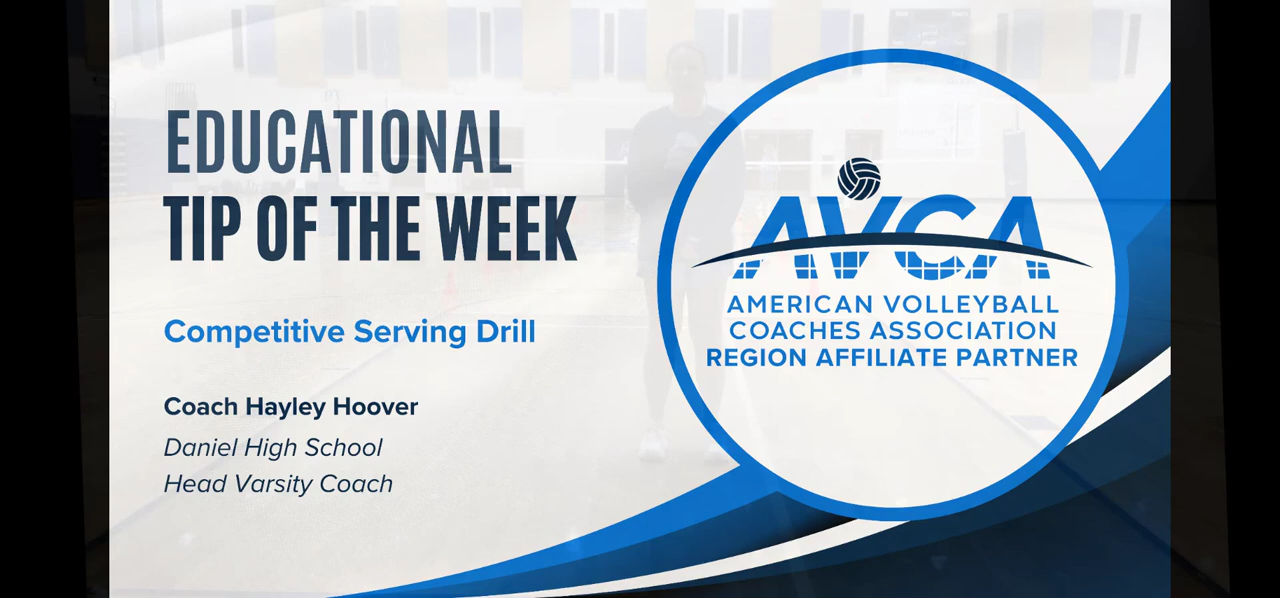 EDUCATIONAL
TIP OF THE WEEK
Competitive Serving Drill
Coach Hayley Hoover
Daniel High School
Head Varsity Coach
AVCA
AMERICAN VOLLEYBALL
COACHES ASSOCIATION
REGION AFFILIATE PARTNER